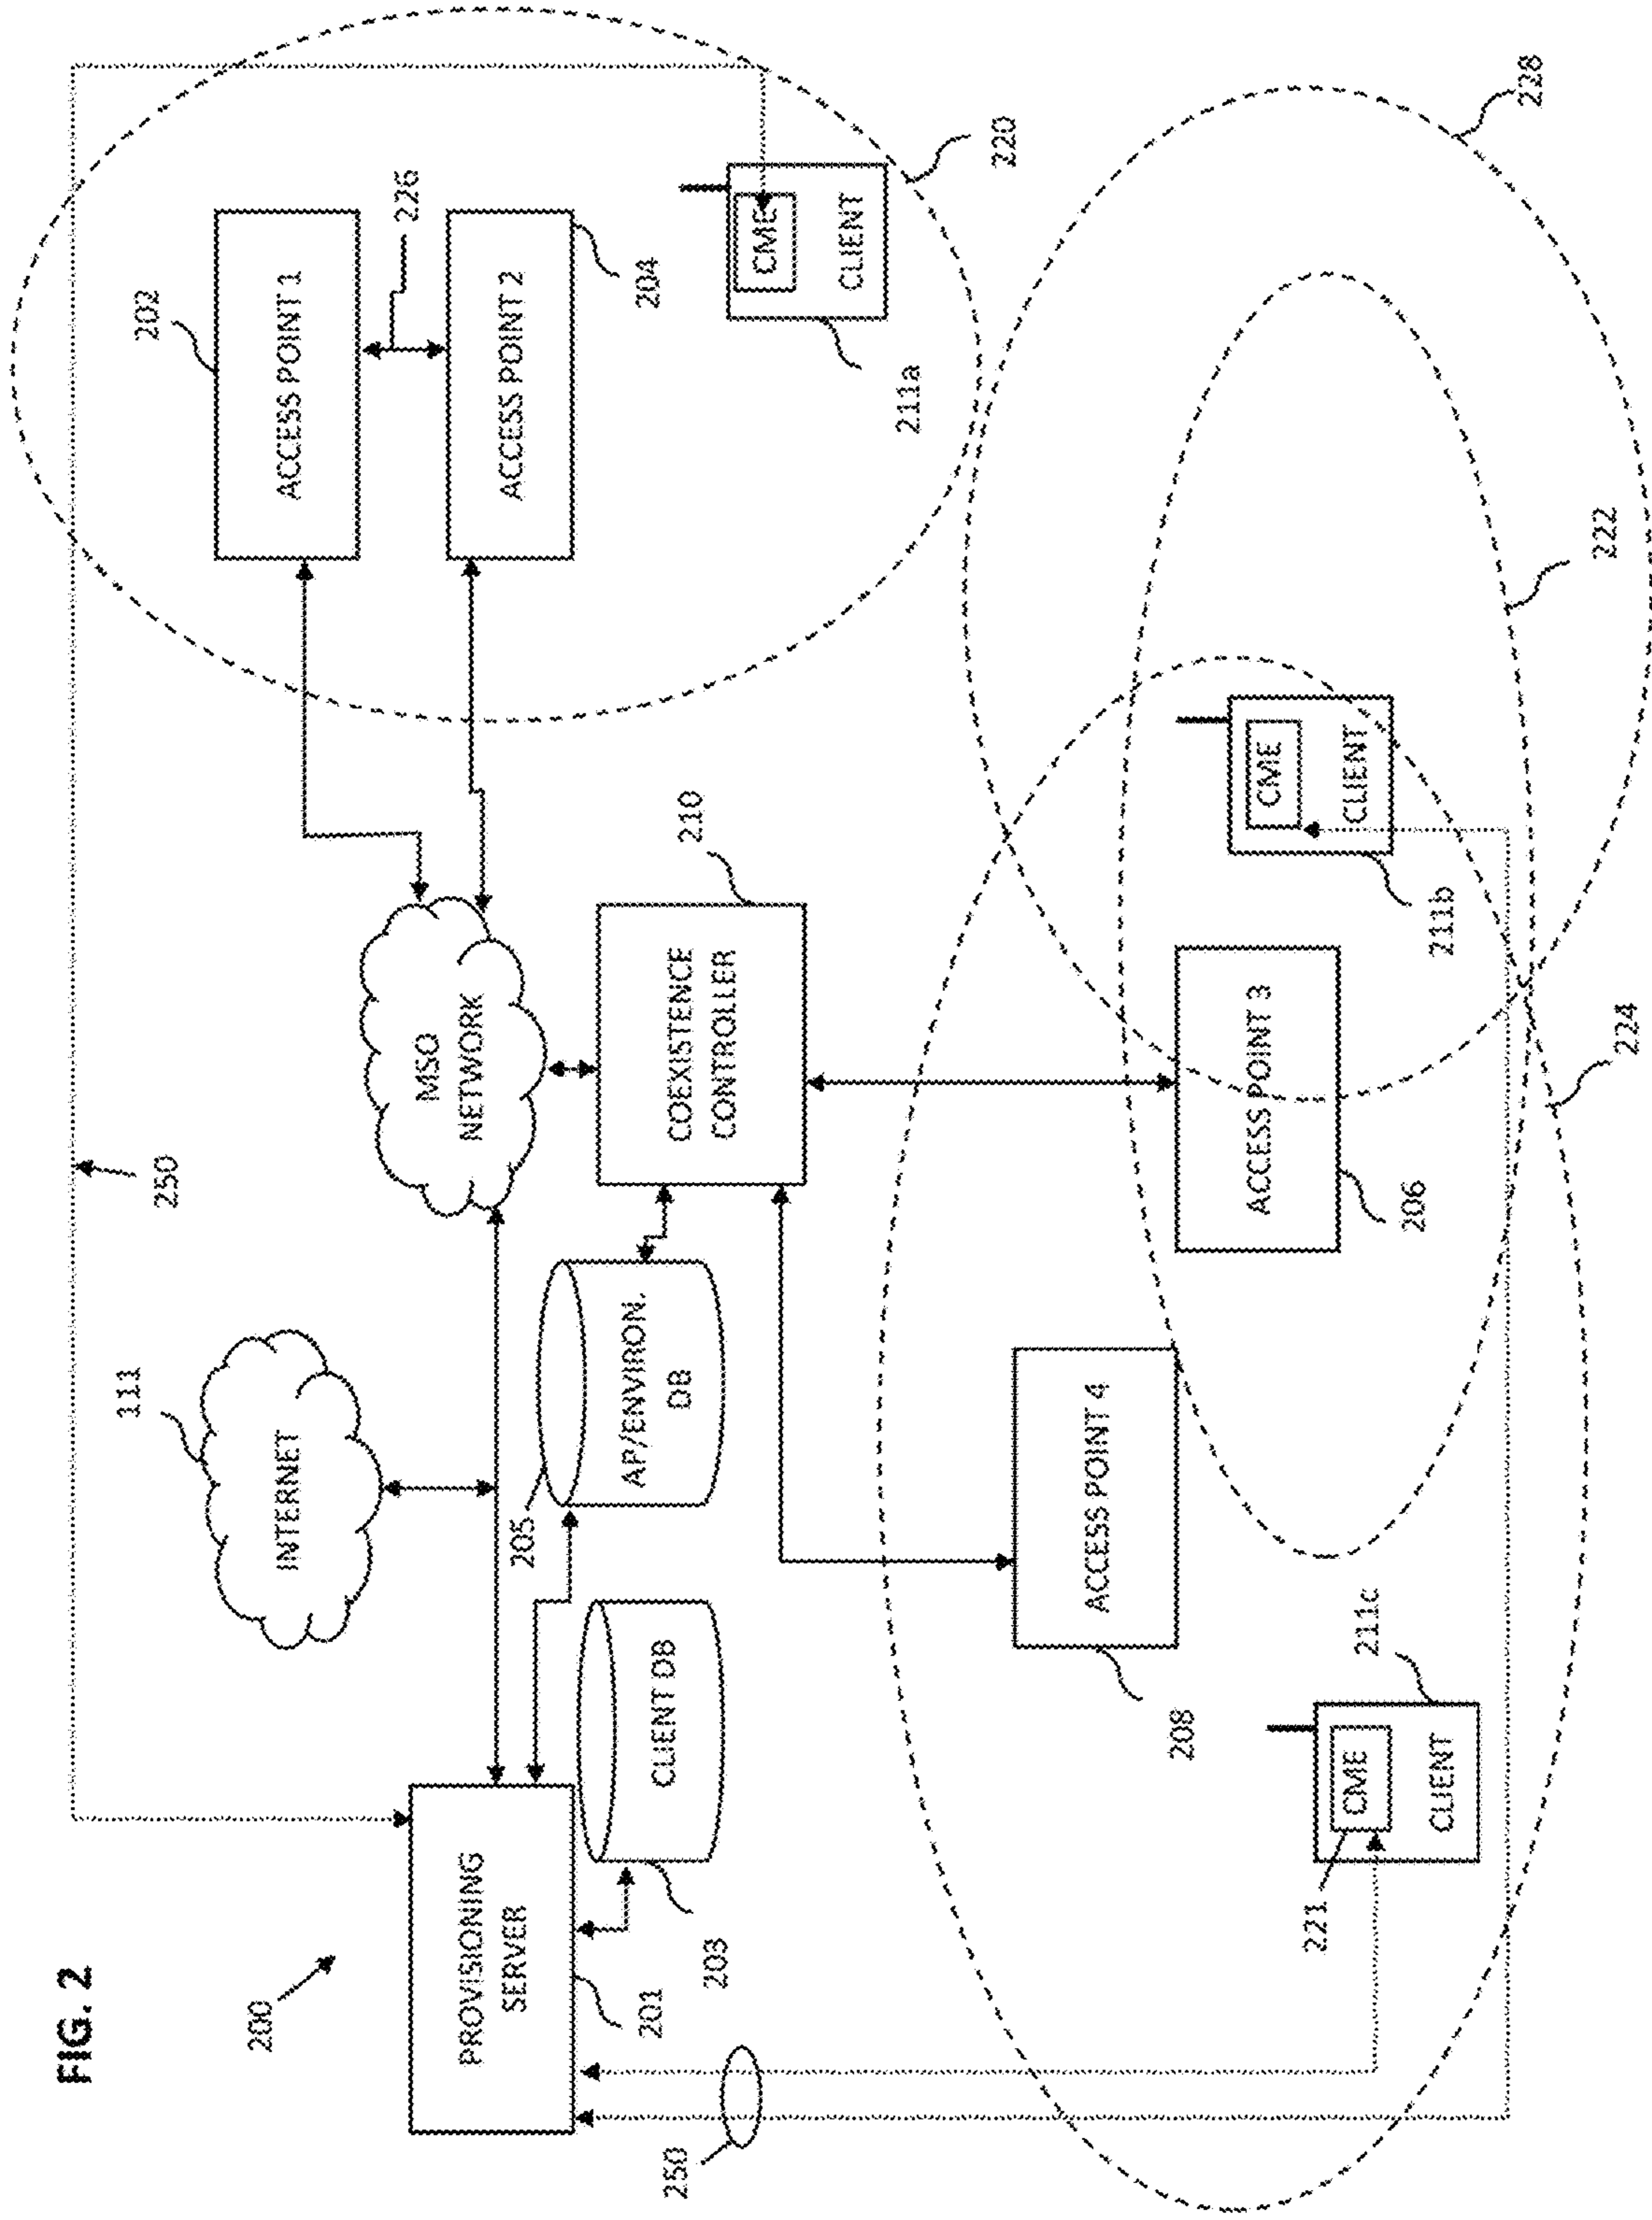 FIG. 2
200
111
INTERNET
250
202
ACCESS POINT 1
226
ACCESS POINT 2
204
PROVISIONING
SERVER
201
MSO
NETWORK
205
AP/ENVIRON.
DB
CLIENT DB
203
COEXISTENCE
CONTROLLER
210
CME
CLIENT
211a
220
250
ACCESS POINT 4
208
ACCESS POINT 3
206
CME
CLIENT
211b
221
CME
CLIENT
211c
228
222
224